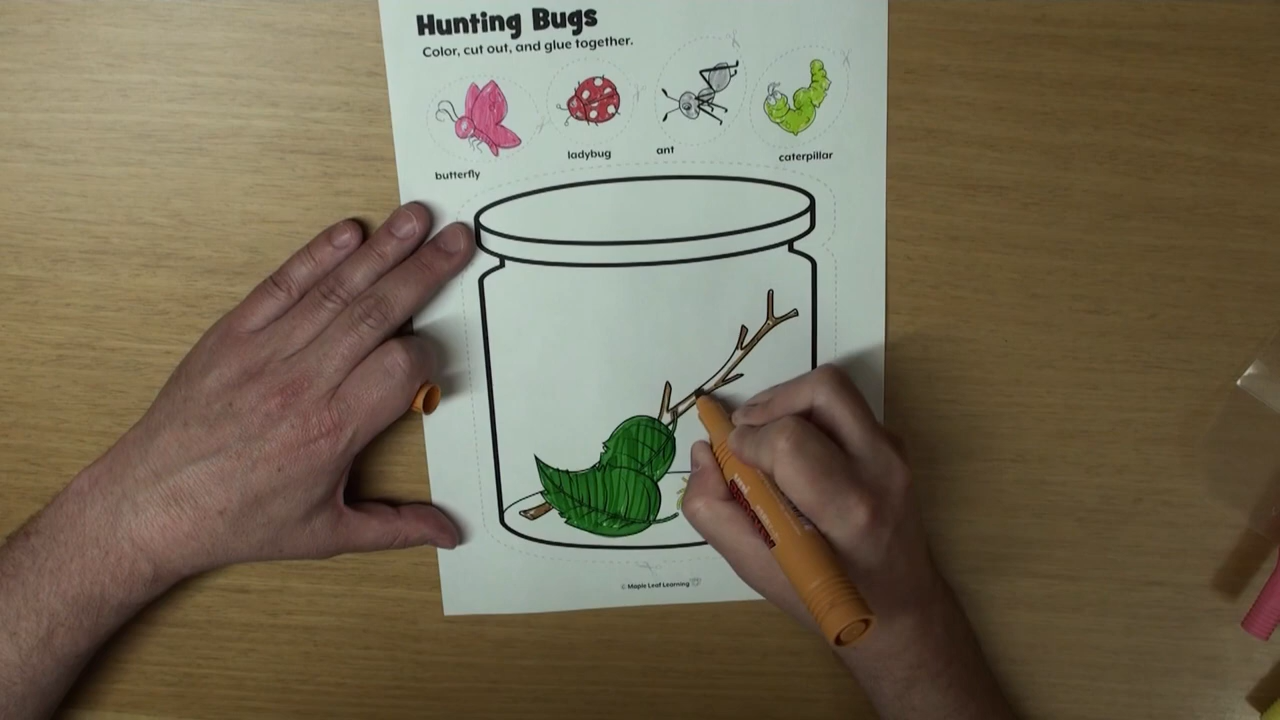 Hunting Bugs
Color, cut out, and glue together.
butterfly
ladybug
ant
caterpillar
© Maple Leaf Learning